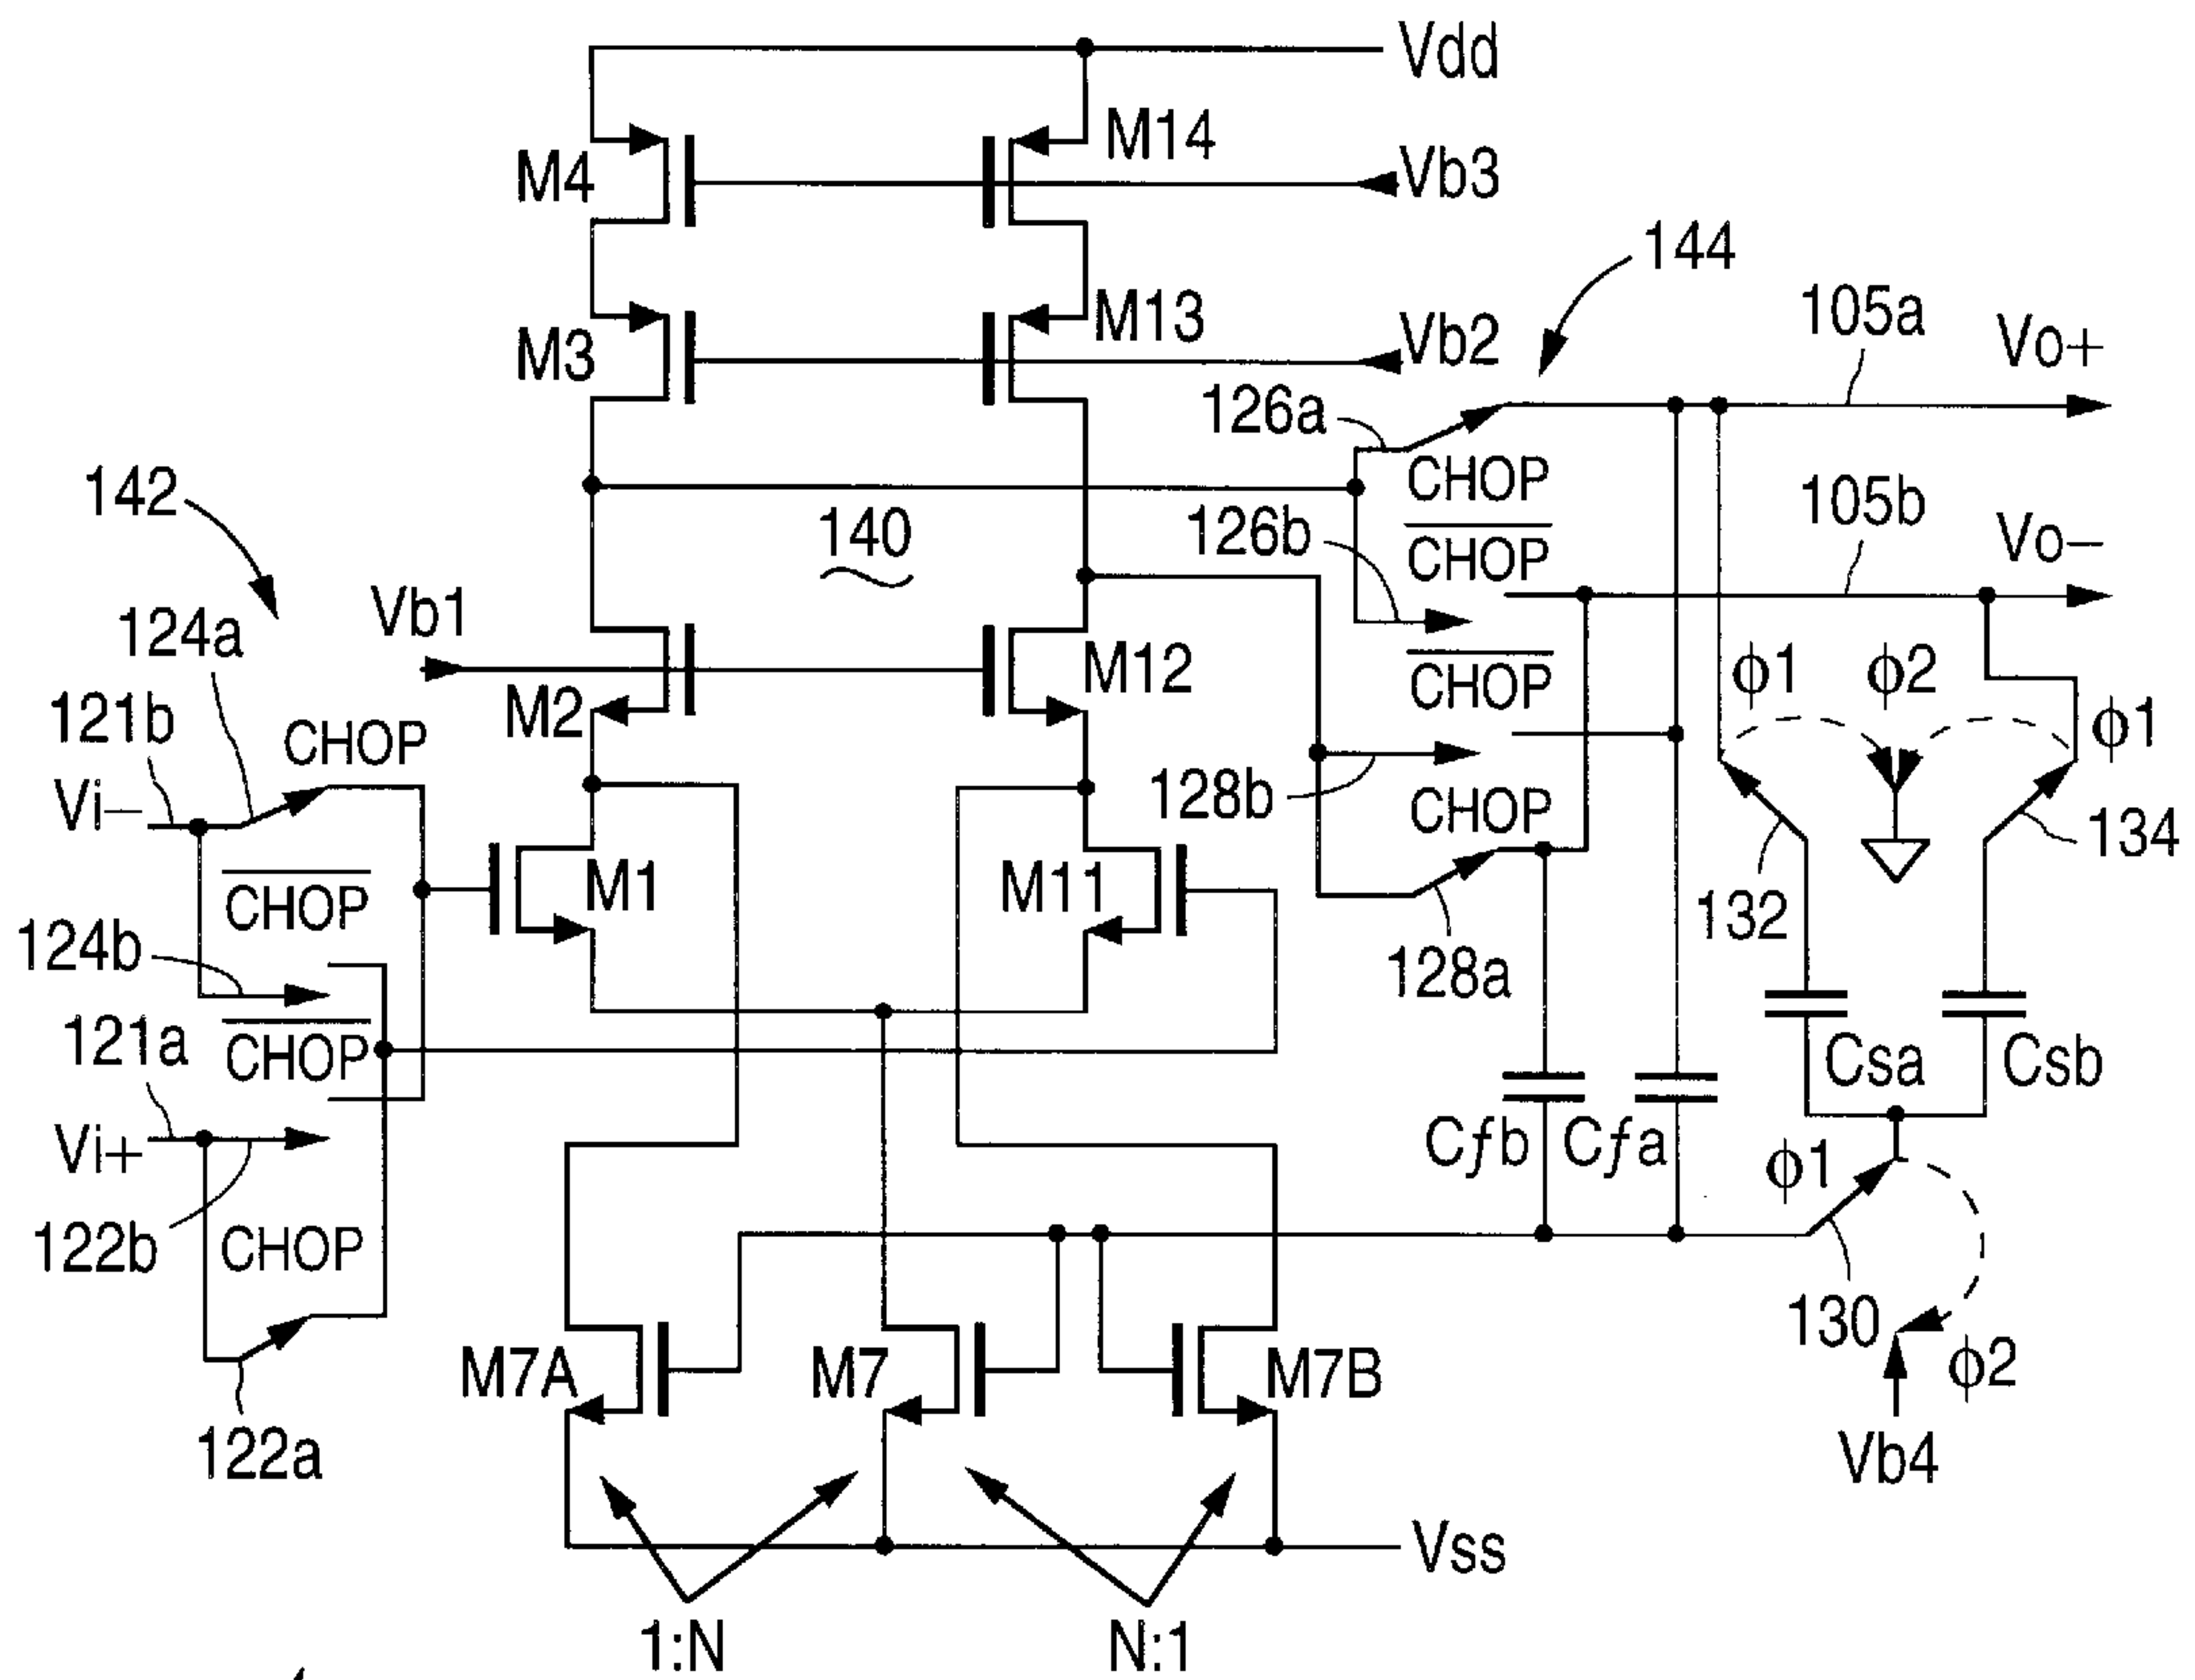 Vdd
M4
M14
Vb3
144
M3
M13
Vb2
105a
Vo+
126a
CHOP
142
140
126b
CHOP
105b
Vo−
124a
Vb1
M2
M12
CHOP
ϕ1
ϕ2
ϕ1
121b
CHOP
Vi−
128b
CHOP
134
CHOP
M1
M11
132
124b
128a
121a
CHOP
Csa
Csb
Vi+
Cƒb
Cƒa
ϕ1
122b
CHOP
130
M7A
M7
M7B
ϕ2
122a
Vb4
Vss
1:N
N:1